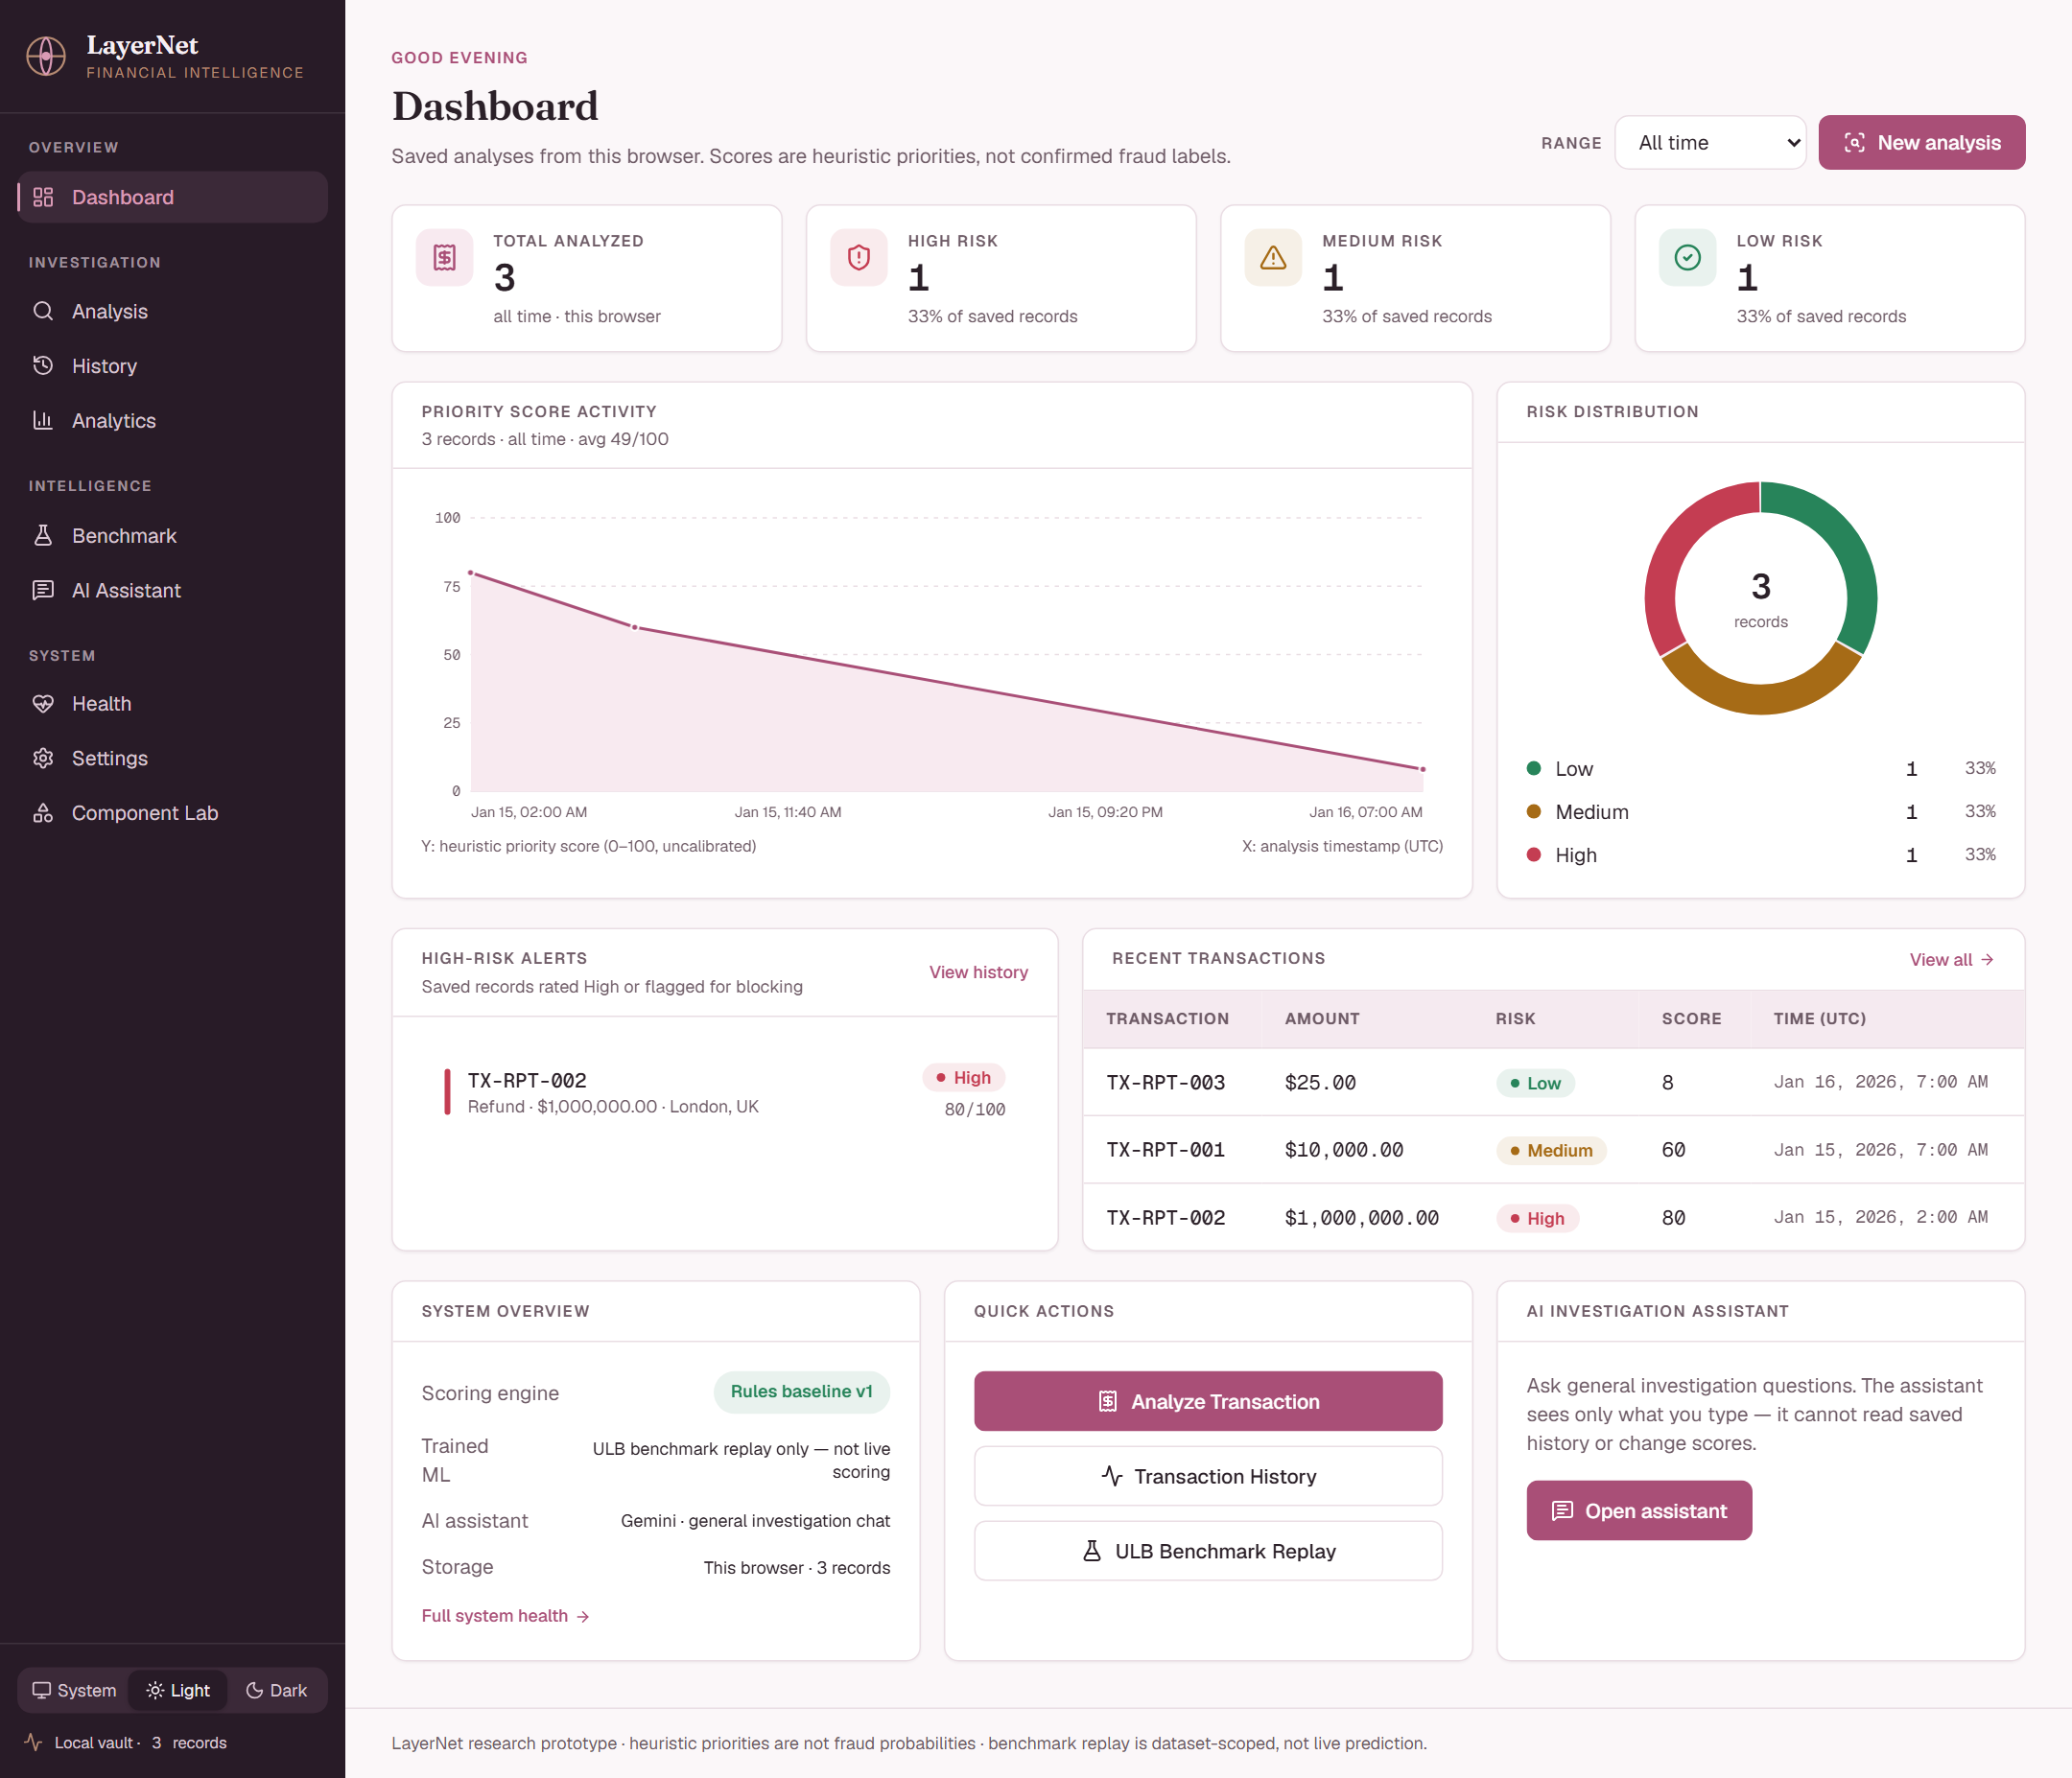 LayerNet
FINANCIAL INTELLIGENCE
OVERVIEW
Dashboard
INVESTIGATION
Analysis
History
Analytics
INTELLIGENCE
Benchmark
AI Assistant
SYSTEM
Health
Settings
Component Lab
System Light Dark
Local vault · 3 records
GOOD EVENING
Dashboard
Saved analyses from this browser. Scores are heuristic priorities, not confirmed fraud labels.
RANGE All time New analysis
TOTAL ANALYZED
3
all time · this browser
HIGH RISK
1
33% of saved records
MEDIUM RISK
1
33% of saved records
LOW RISK
1
33% of saved records
PRIORITY SCORE ACTIVITY
3 records · all time · avg 49/100
100
75
50
25
0
Jan 15, 02:00 AM Jan 15, 11:40 AM Jan 15, 09:20 PM Jan 16, 07:00 AM
Y: heuristic priority score (0–100, uncalibrated) X: analysis timestamp (UTC)
RISK DISTRIBUTION
3
records
Low 1 33%
Medium 1 33%
High 1 33%
HIGH-RISK ALERTS
Saved records rated High or flagged for blocking
View history
TX-RPT-002
Refund · $1,000,000.00 · London, UK
High
80/100
RECENT TRANSACTIONS View all →
TRANSACTION AMOUNT RISK SCORE TIME (UTC)
TX-RPT-003 $25.00 Low 8 Jan 16, 2026, 7:00 AM
TX-RPT-001 $10,000.00 Medium 60 Jan 15, 2026, 7:00 AM
TX-RPT-002 $1,000,000.00 High 80 Jan 15, 2026, 2:00 AM
SYSTEM OVERVIEW
Scoring engine Rules baseline v1
Trained ULB benchmark replay only — not live
ML scoring
AI assistant Gemini · general investigation chat
Storage This browser · 3 records
Full system health →
QUICK ACTIONS
Analyze Transaction
Transaction History
ULB Benchmark Replay
AI INVESTIGATION ASSISTANT
Ask general investigation questions. The assistant
sees only what you type — it cannot read saved
history or change scores.
Open assistant
LayerNet research prototype · heuristic priorities are not fraud probabilities · benchmark replay is dataset-scoped, not live prediction.